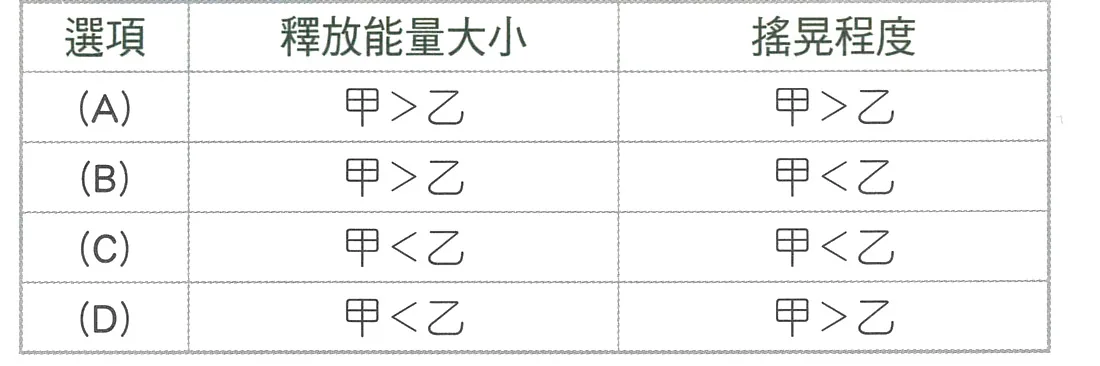 選項 釋放能量大小 搖晃程度
(A) 甲＞乙 甲＞乙
(B) 甲＞乙 甲＜乙
(C) 甲＜乙 甲＜乙
(D) 甲＜乙 甲＞乙